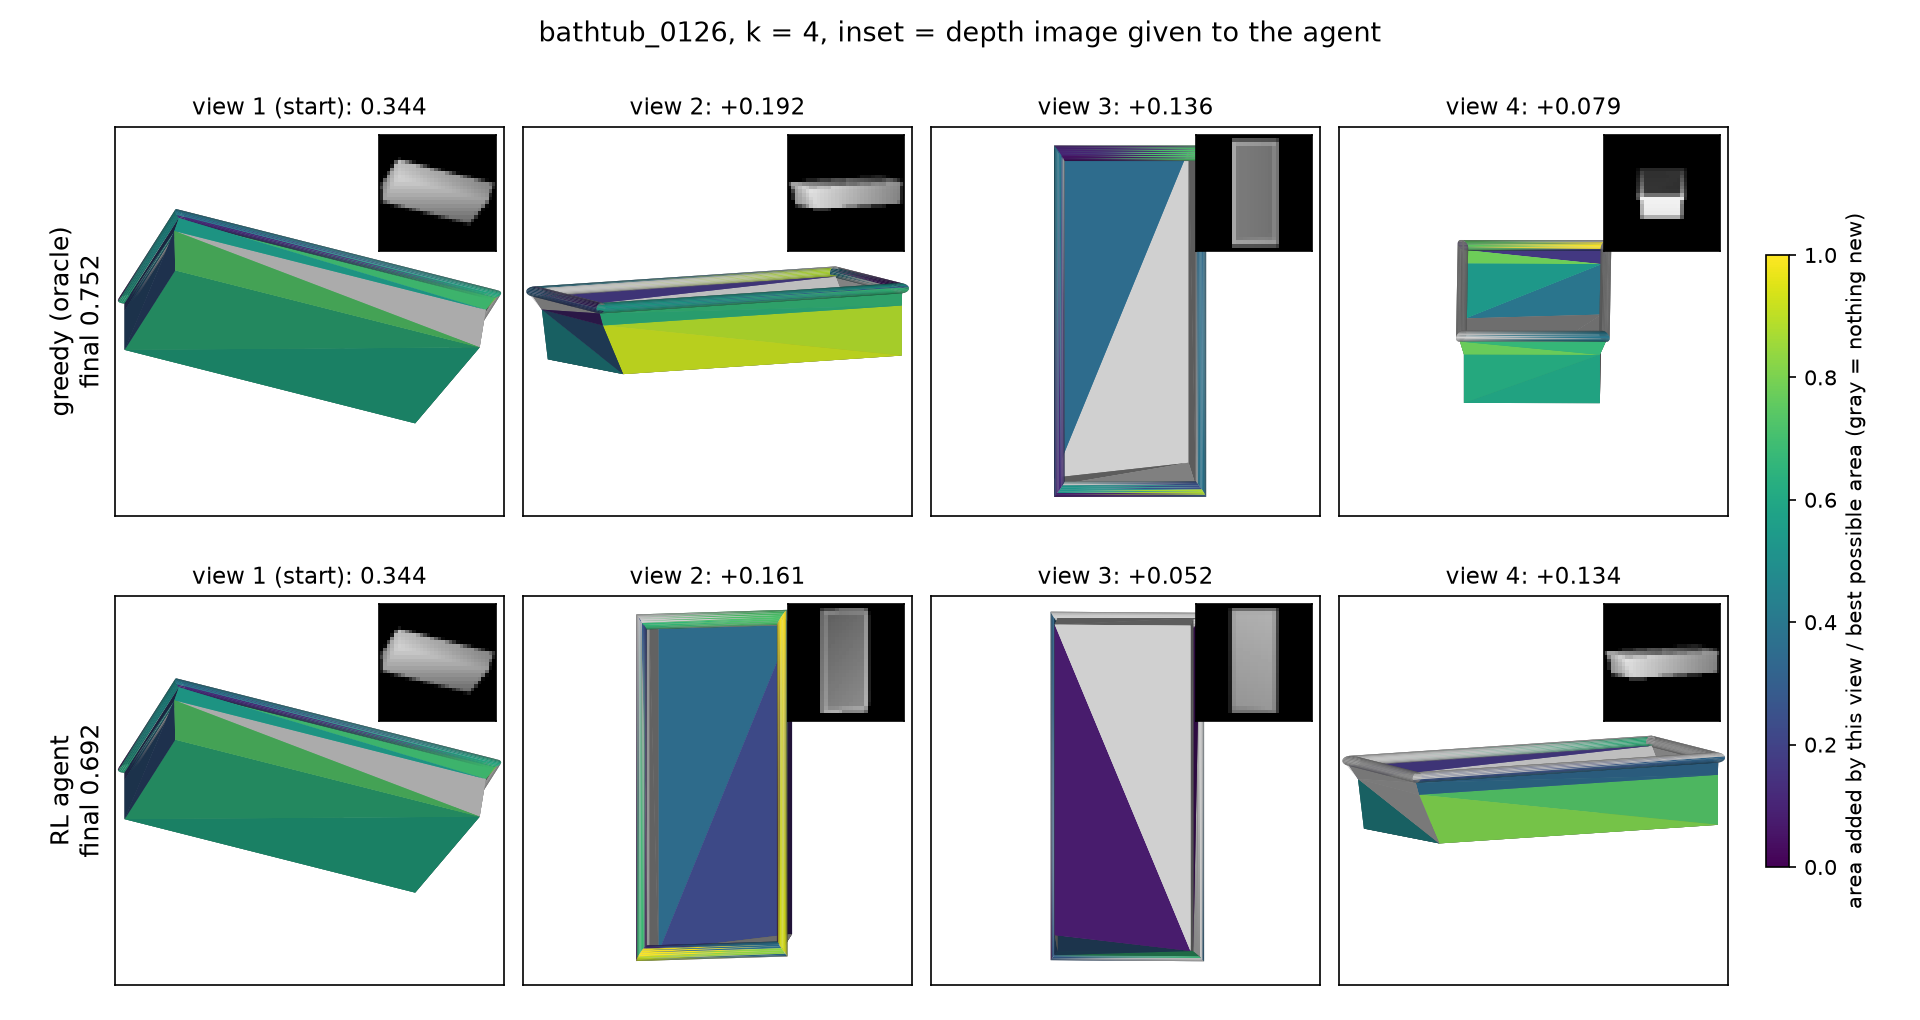 bathtub_0126, k = 4, inset = depth image given to the agent
view 1 (start): 0.344
view 2: +0.192
view 3: +0.136
view 4: +0.079
greedy (oracle)
final 0.752
view 1 (start): 0.344
view 2: +0.161
view 3: +0.052
view 4: +0.134
RL agent
final 0.692
1.0
0.8
0.6
0.4
0.2
0.0
area added by this view / best possible area (gray = nothing new)